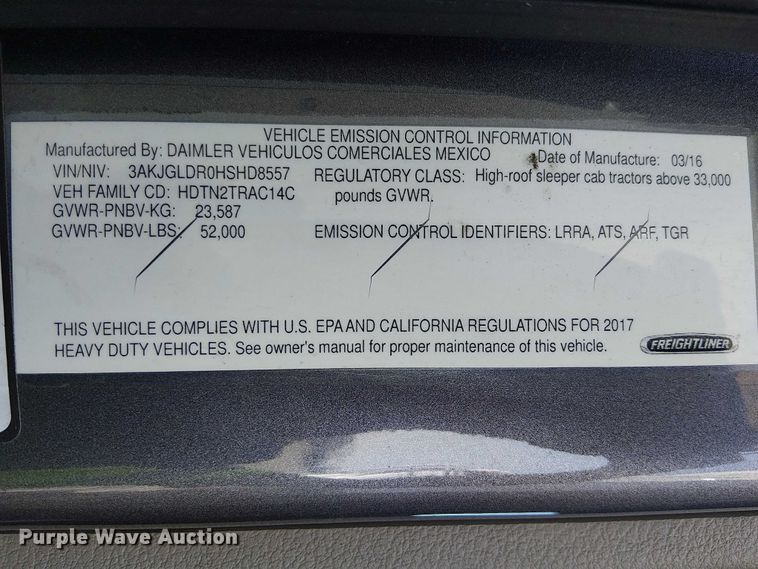 VEHICLE EMISSION CONTROL INFORMATION
Manufactured By: DAIMLER VEHICULOS COMERCIALES MEXICO Date of Manufacture: 03/16
VIN/NIV: 3AKJGLDR0HSHD8557 REGULATORY CLASS: High-roof sleeper cab tractors above 33,000
VEH FAMILY CD: HDTN2TRAC14C pounds GVWR.
GVWR-PNBV-KG: 23,587
GVWR-PNBV-LBS: 52,000 EMISSION CONTROL IDENTIFIERS: LRRA, ATS, ARF, TGR
THIS VEHICLE COMPLIES WITH U.S. EPA AND CALIFORNIA REGULATIONS FOR 2017
HEAVY DUTY VEHICLES. See owner's manual for proper maintenance of this vehicle.
FREIGHTLINER
Purple Wave Auction